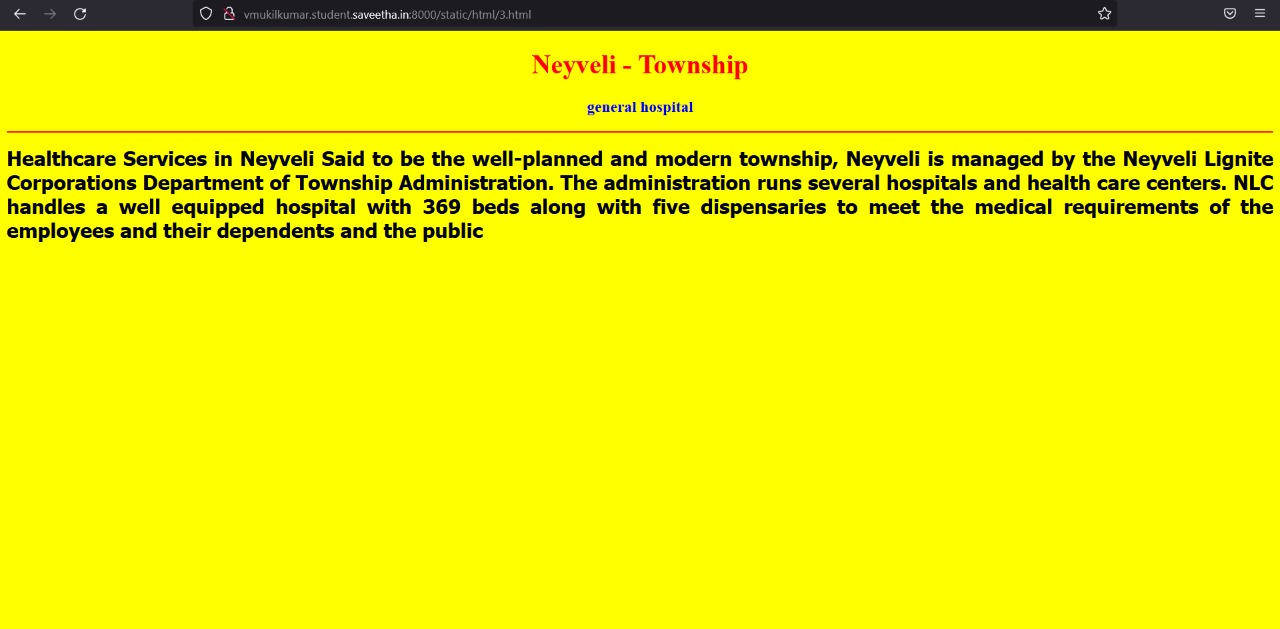 vmukilkumar.student.saveetha.in:8000/static/html/3.html
Neyveli - Township
general hospital
Healthcare Services in Neyveli Said to be the well-planned and modern township, Neyveli is managed by the Neyveli Lignite
Corporations Department of Township Administration. The administration runs several hospitals and health care centers. NLC
handles a well equipped hospital with 369 beds along with five dispensaries to meet the medical requirements of the
employees and their dependents and the public